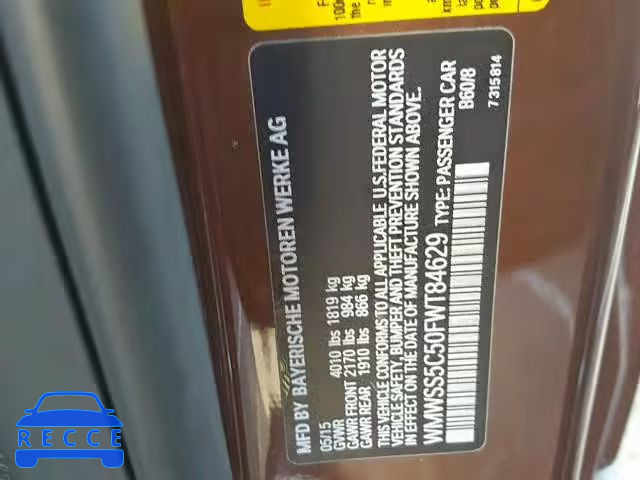 MFD BY BAYERISCHE MOTOREN WERKE AG
05/15
GVWR 4010 lbs 1819 kg
GAWR FRONT 2170 lbs 984 kg
GAWR REAR 1910 lbs 866 kg
THIS VEHICLE CONFORMS TO ALL APPLICABLE U.S.FEDERAL MOTOR
VEHICLE SAFETY, BUMPER AND THEFT PREVENTION STANDARDS
IN EFFECT ON THE DATE OF MANUFACTURE SHOWN ABOVE.
WMWSS5C50FWT84629 TYPE: PASSENGER CAR
B60/8
7315814
RECCE